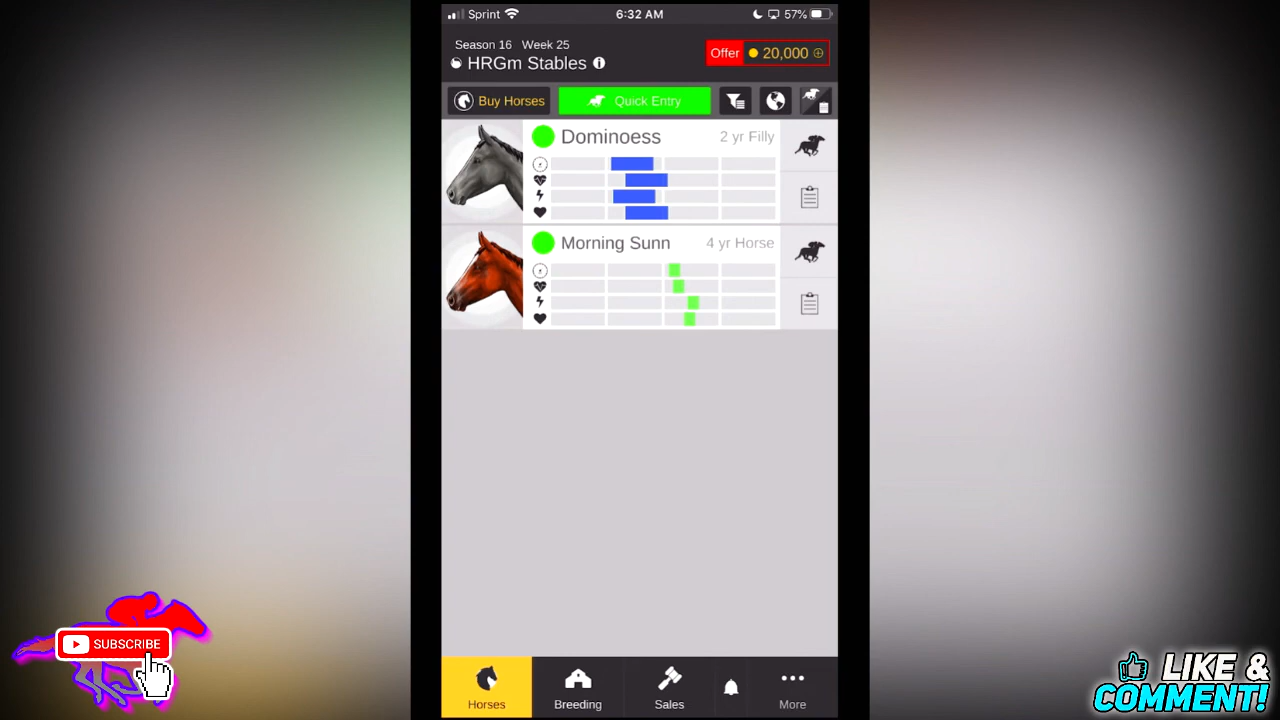 Sprint 6:32 AM 57%
Season 16 Week 25
HRGm Stables
Offer 20,000
Buy Horses Quick Entry
Dominoess 2 yr Filly
Morning Sunn 4 yr Horse
Horses Breeding Sales More
SUBSCRIBE
LIKE &
COMMENT!